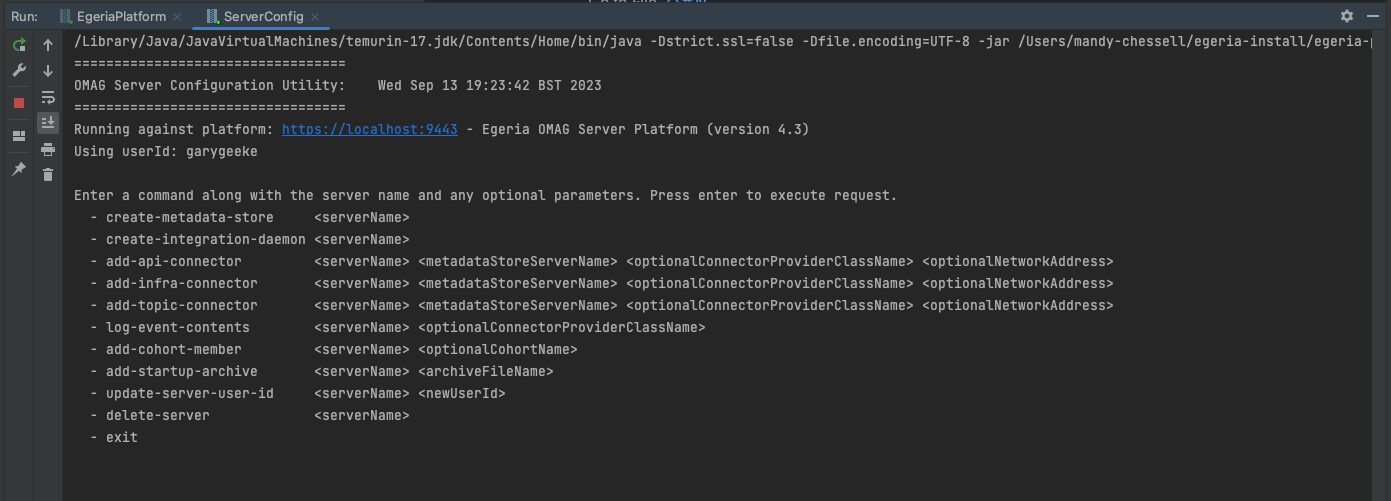 Run: EgeriaPlatform ServerConfig
/Library/Java/JavaVirtualMachines/temurin-17.jdk/Contents/Home/bin/java -Dstrict.ssl=false -Dfile.encoding=UTF-8 -jar /Users/mandy-chessell/egeria-install/egeria-
==================================
OMAG Server Configuration Utility:    Wed Sep 13 19:23:42 BST 2023
==================================
Running against platform: https://localhost:9443 - Egeria OMAG Server Platform (version 4.3)
Using userId: garygeeke
Enter a command along with the server name and any optional parameters. Press enter to execute request.
  - create-metadata-store     <serverName>
  - create-integration-daemon <serverName>
  - add-api-connector         <serverName> <metadataStoreServerName> <optionalConnectorProviderClassName> <optionalNetworkAddress>
  - add-infra-connector       <serverName> <metadataStoreServerName> <optionalConnectorProviderClassName> <optionalNetworkAddress>
  - add-topic-connector       <serverName> <metadataStoreServerName> <optionalConnectorProviderClassName> <optionalNetworkAddress>
  - log-event-contents        <serverName> <optionalConnectorProviderClassName>
  - add-cohort-member         <serverName> <optionalCohortName>
  - add-startup-archive       <serverName> <archiveFileName>
  - update-server-user-id     <serverName> <newUserId>
  - delete-server             <serverName>
  - exit